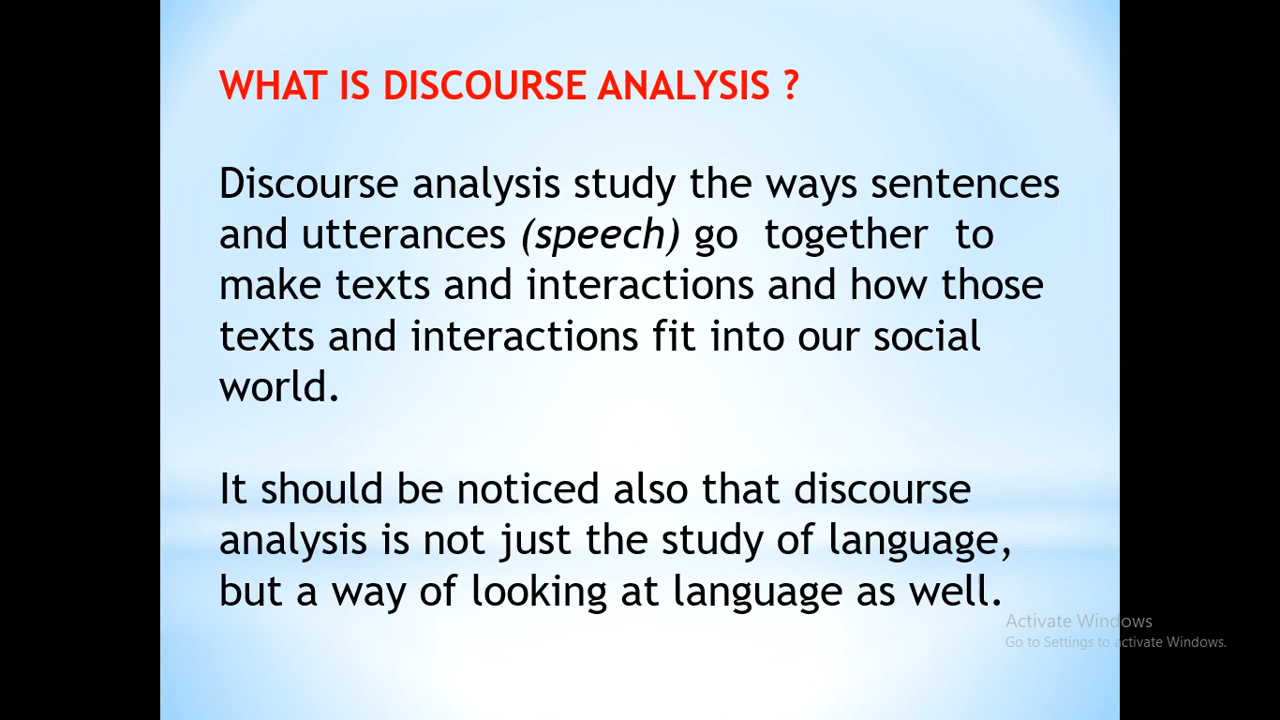 WHAT IS DISCOURSE ANALYSIS ?
Discourse analysis study the ways sentences
and utterances (speech) go together to
make texts and interactions and how those
texts and interactions fit into our social
world.
It should be noticed also that discourse
analysis is not just the study of language,
but a way of looking at language as well.
Activate Windows
Go to Settings to activate Windows.